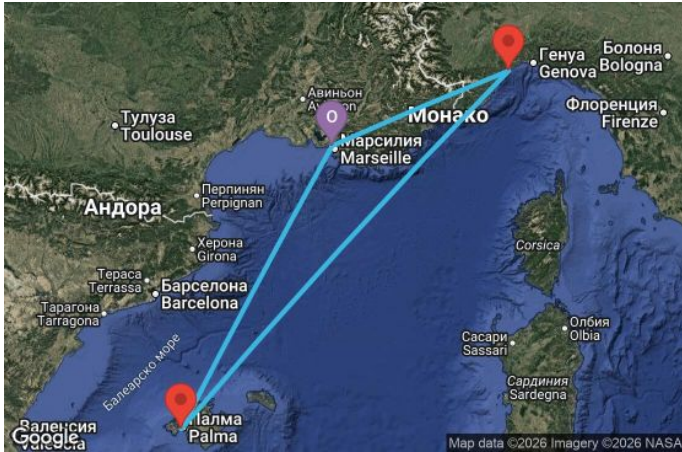 Генуа
Genova
Болоня
Bologna
Авиньон
Av
n
Монако
Флоренция
Firenze
Тулуза
Toulouse
O
Марсилия
Marseille
Перпинян
Perpignan
Андора
Corsica
Херона
Girona
Тераса
Terrassa
Барселона
Barcelona
Тарагона
Tarragona
Олбия
Olbia
Сасари
Sassari
Балеарско море
Сардиния
Sardegna
Палма
Palma
Валенсия
Google
Map data ©2026 Imagery ©2026 NASA